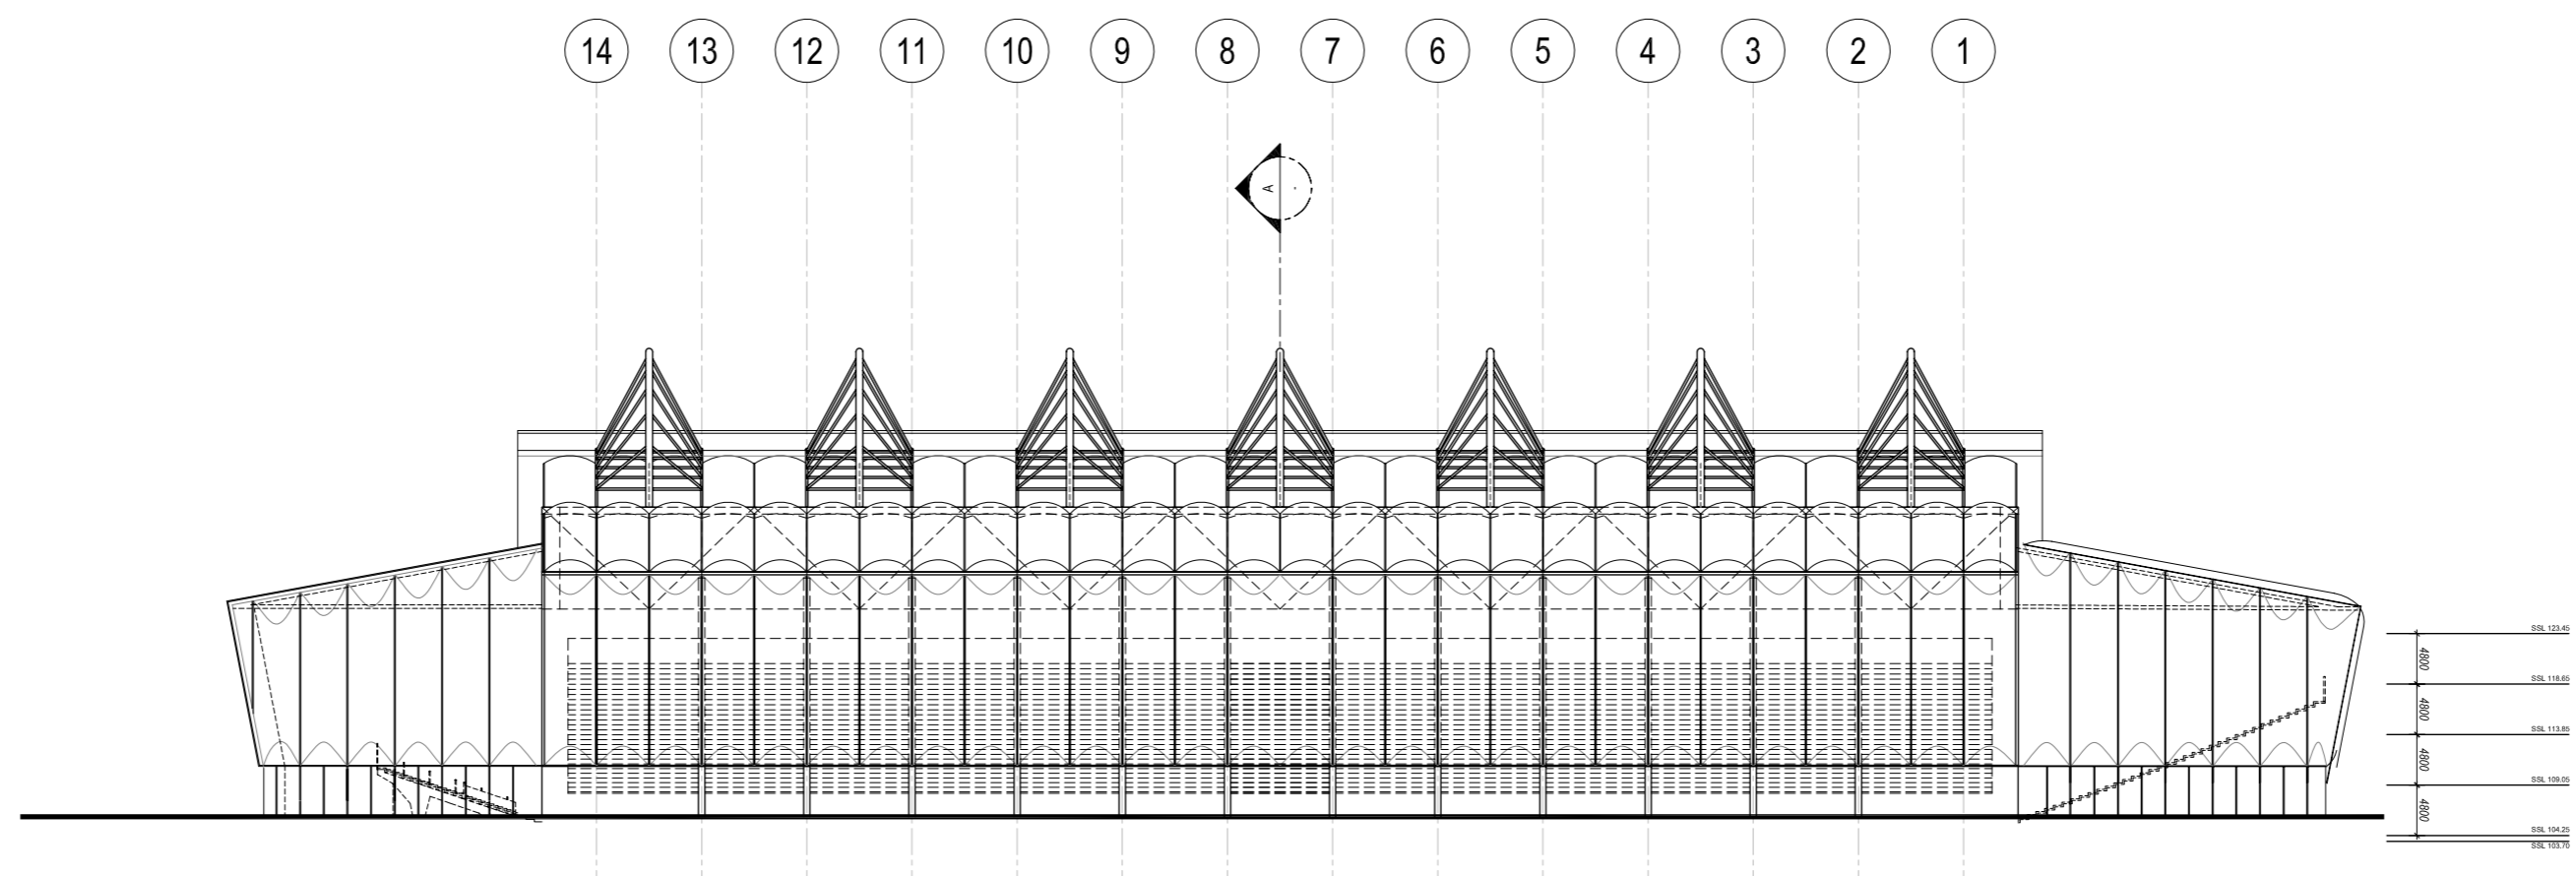 14 13 12 11 10 9 8 7 6 5 4 3 2 1
A
SSL 123.45
4800
SSL 118.65
4800
SSL 113.85
4800
SSL 109.05
4800
SSL 104.25
SSL 103.70